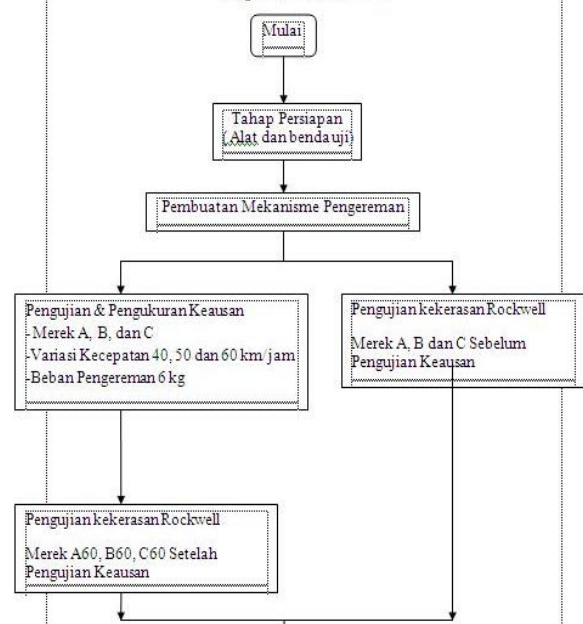 Mulai
Tahap Persiapan
(Alat dan benda uji)
Pembuatan Mekanisme Pengereman
Pengujian & Pengukuran Keausan
- Merek A, B, dan C
-Variasi Kecepatan 40, 50 dan 60 km/jam
-Beban Pengereman 6 kg
Pengujian kekerasan Rockwell
Merek A, B dan C Sebelum
Pengujian Keausan
Pengujian kekerasan Rockwell
Merek A60, B60, C60 Setelah
Pengujian Keausan